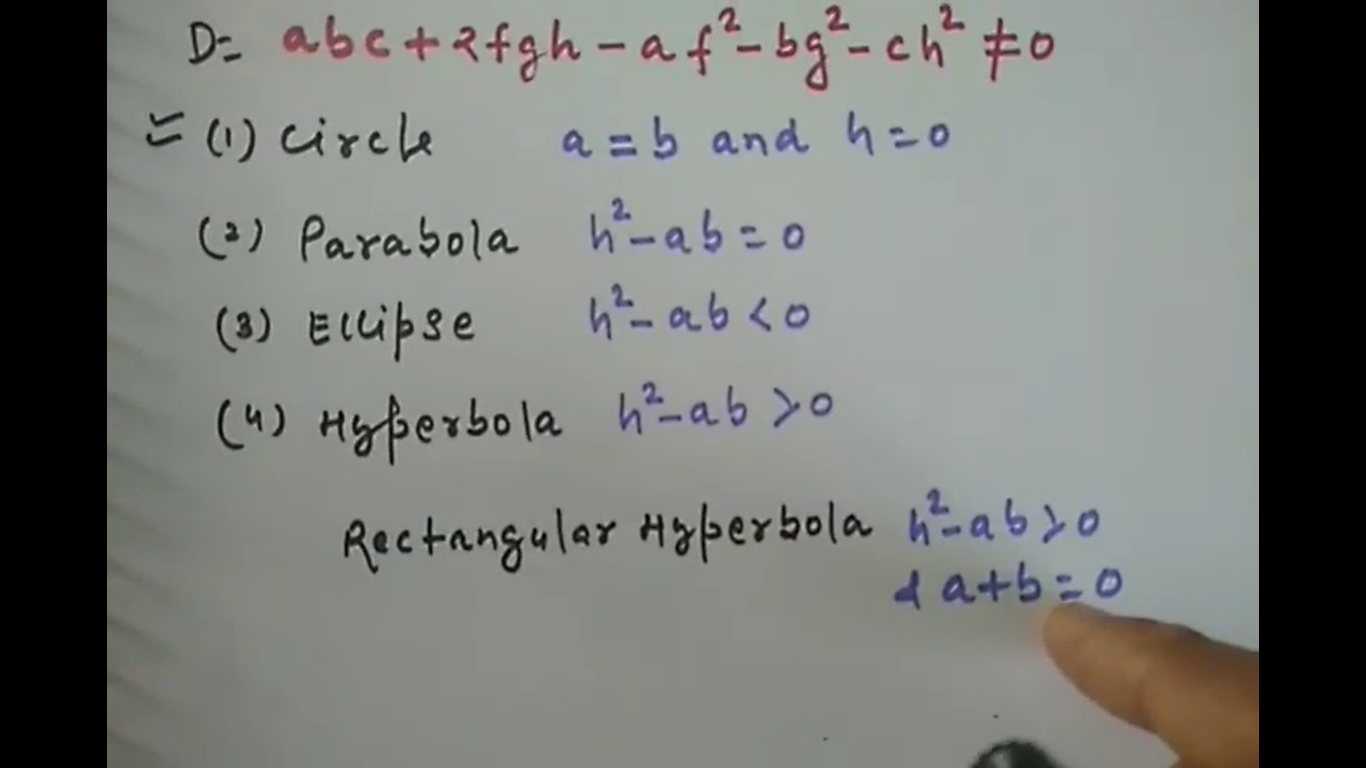 D= abc+2fgh-af²-bg²-ch²≠0
(1) Circle a=b and h=0
(2) Parabola h²-ab=0
(3) Ellipse h²-ab<0
(4) Hyperbola h²-ab>0
Rectangular Hyperbola h²-ab>0
& a+b=0